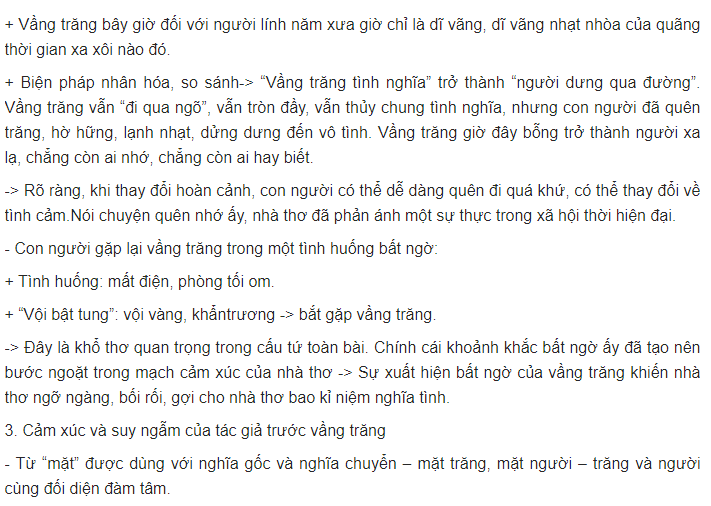 + Vầng trăng bây giờ đối với người lính năm xưa giờ chỉ là dĩ vãng, dĩ vãng nhạt nhòa của quãng
thời gian xa xôi nào đó.
+ Biện pháp nhân hóa, so sánh-> “Vầng trăng tình nghĩa” trở thành “người dưng qua đường”.
Vầng trăng vẫn “đi qua ngõ”, vẫn tròn đầy, vẫn thủy chung tình nghĩa, nhưng con người đã quên
trăng, hờ hững, lạnh nhạt, dửng dưng đến vô tình. Vầng trăng giờ đây bỗng trở thành người xa
lạ, chẳng còn ai nhớ, chẳng còn ai hay biết.
-> Rõ ràng, khi thay đổi hoàn cảnh, con người có thể dễ dàng quên đi quá khứ, có thể thay đổi về
tình cảm.Nói chuyện quên nhớ ấy, nhà thơ đã phản ánh một sự thực trong xã hội thời hiện đại.
- Con người gặp lại vầng trăng trong một tình huống bất ngờ:
+ Tình huống: mất điện, phòng tối om.
+ “Vội bật tung”: vội vàng, khẩntrương -> bắt gặp vầng trăng.
-> Đây là khổ thơ quan trọng trong cấu tứ toàn bài. Chính cái khoảnh khắc bất ngờ ấy đã tạo nên
bước ngoặt trong mạch cảm xúc của nhà thơ -> Sự xuất hiện bất ngờ của vầng trăng khiến nhà
thơ ngỡ ngàng, bối rối, gợi cho nhà thơ bao kỉ niệm nghĩa tình.
3. Cảm xúc và suy ngẫm của tác giả trước vầng trăng
- Từ “mặt” được dùng với nghĩa gốc và nghĩa chuyển – mặt trăng, mặt người – trăng và người
cùng đối diện đàm tâm.